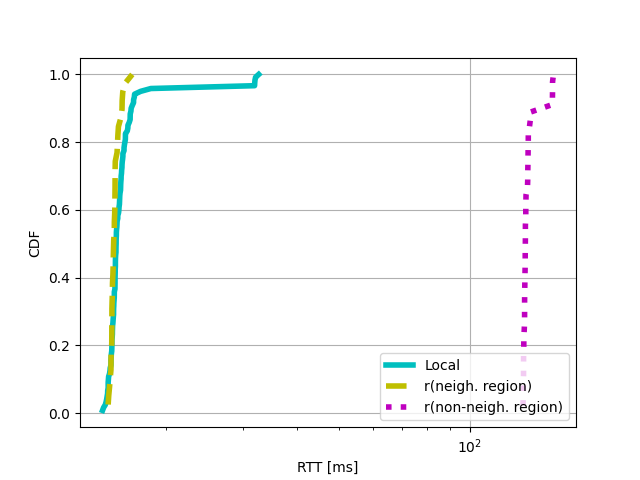 1.0
0.8
0.6
0.4
0.2
0.0
CDF
Local
r(neigh. region)
r(non-neigh. region)
10²
RTT [ms]